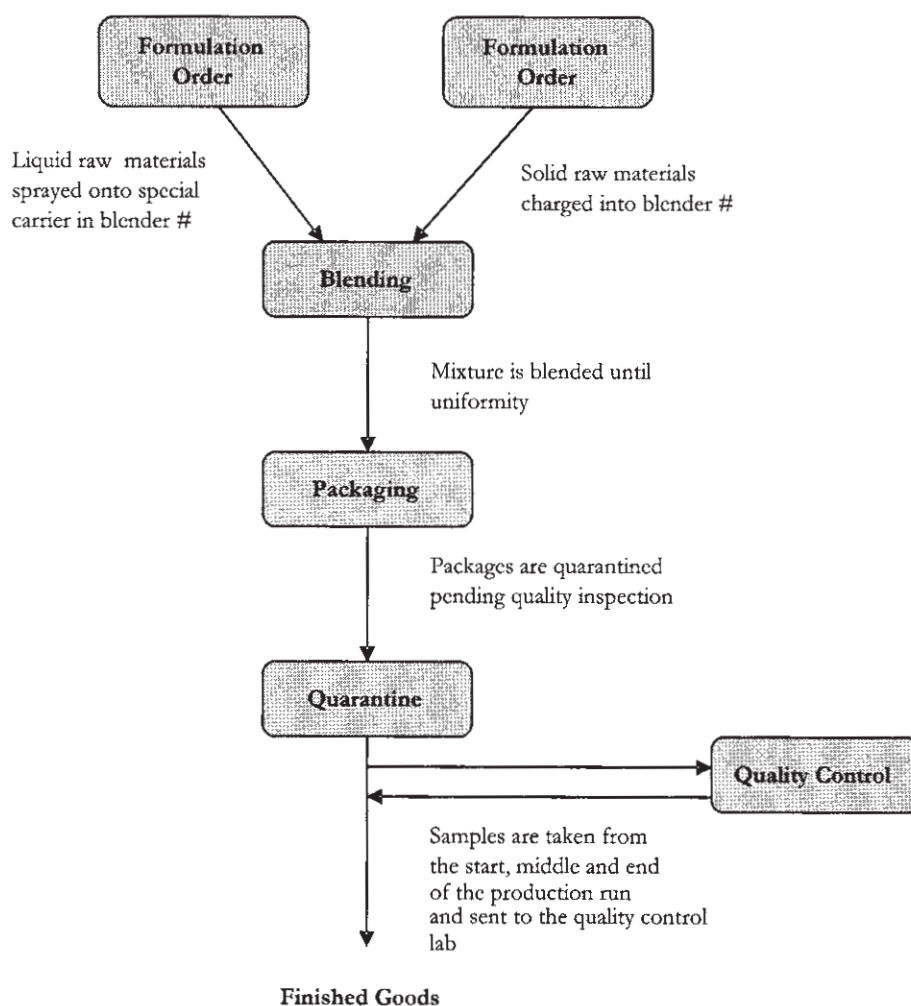 Formulation
Order
Formulation
Order
Liquid raw materials
sprayed onto special
carrier in blender #
Solid raw materials
charged into blender #
Blending
Mixture is blended until
uniformity
Packaging
Packages are quarantined
pending quality inspection
Quarantine
Quality Control
Samples are taken from
the start, middle and end
of the production run
and sent to the quality control
lab
Finished Goods